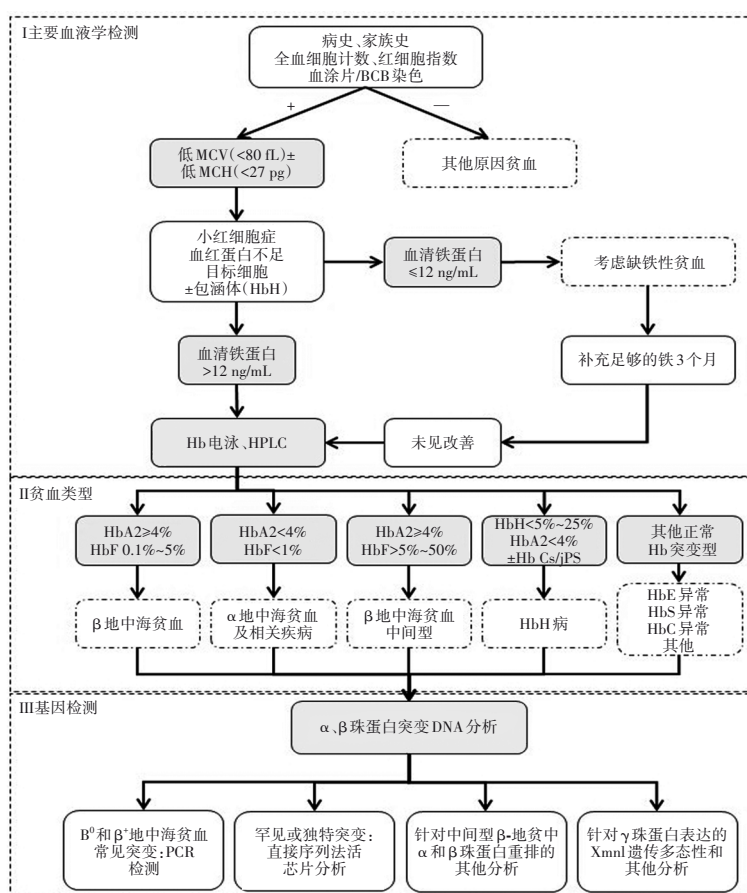 I主要血液学检测
病史、家族史
全血细胞计数、红细胞指数
血涂片/BCB染色
+
—
低MCV(<80 fL)±
低MCH(<27 pg)
其他原因贫血
小红细胞症
血红蛋白不足
目标细胞
±包涵体(HbH)
血清铁蛋白
≤12 ng/mL
考虑缺铁性贫血
血清铁蛋白
>12 ng/mL
补充足够的铁3个月
Hb电泳、HPLC
未见改善
II贫血类型
HbA2≥4%
HbF 0.1%~5%
HbA2<4%
HbF<1%
HbA2≥4%
HbF>5%~50%
HbH<5%~25%
HbA2<4%
±Hb Cs/jPS
其他正常
Hb突变型
β地中海贫血
α地中海贫血
及相关疾病
β地中海贫血
中间型
HbH病
HbE异常
HbS异常
HbC异常
其他
III基因检测
α、β珠蛋白突变DNA分析
B⁰和β⁺地中海贫血
常见突变:PCR
检测
罕见或独特突变:
直接序列法活
芯片分析
针对中间型β-地贫中
α和β珠蛋白重排的
其他分析
针对γ珠蛋白表达的
XmnI遗传多态性和
其他分析